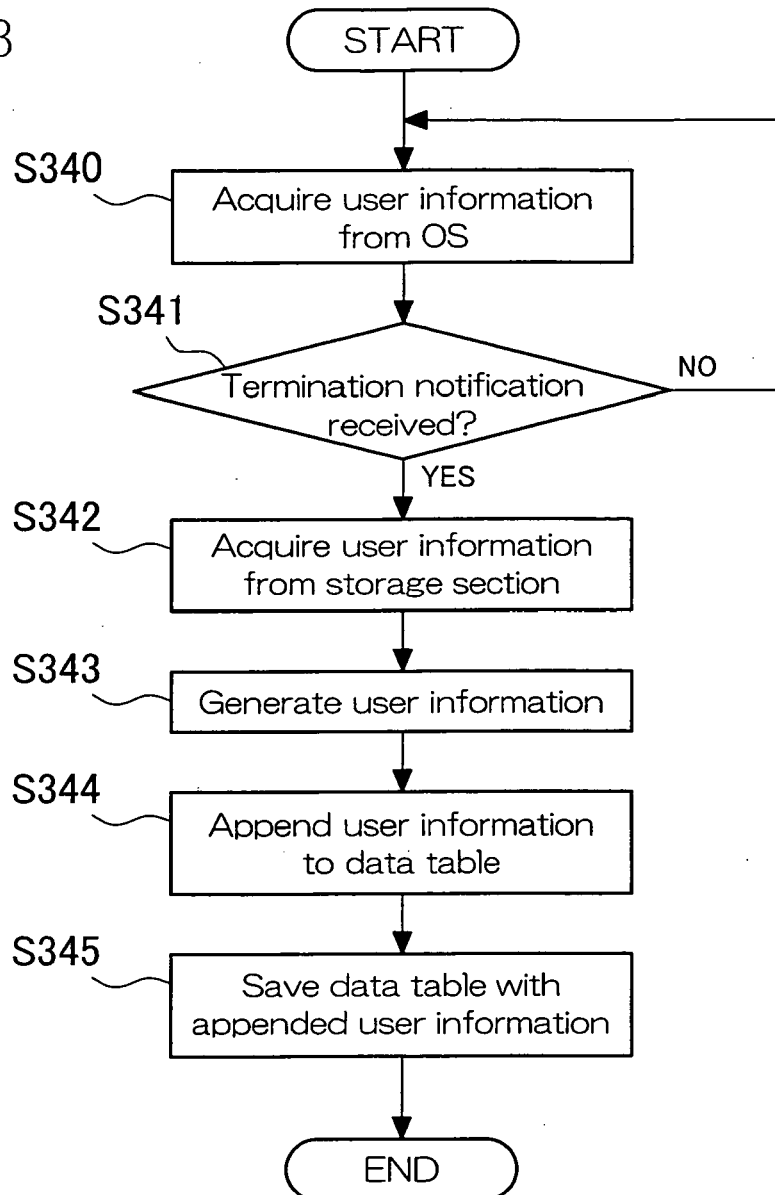 START
S340
Acquire user information
from OS
S341
Termination notification
received?
NO
YES
S342
Acquire user information
from storage section
S343
Generate user information
S344
Append user information
to data table
S345
Save data table with
appended user information
END